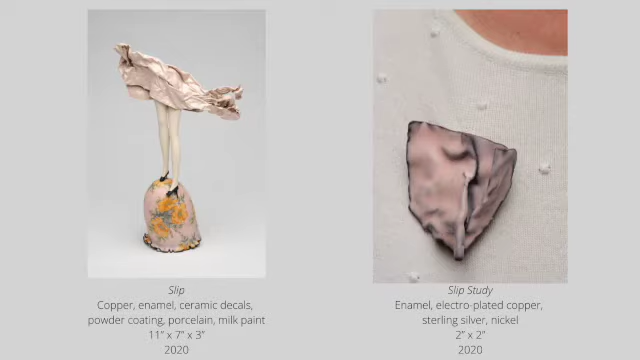 Slip
Copper, enamel, ceramic decals,
powder coating, porcelain, milk paint
11” x 7” x 3”
2020
Slip Study
Enamel, electro-plated copper,
sterling silver, nickel
2” x 2”
2020